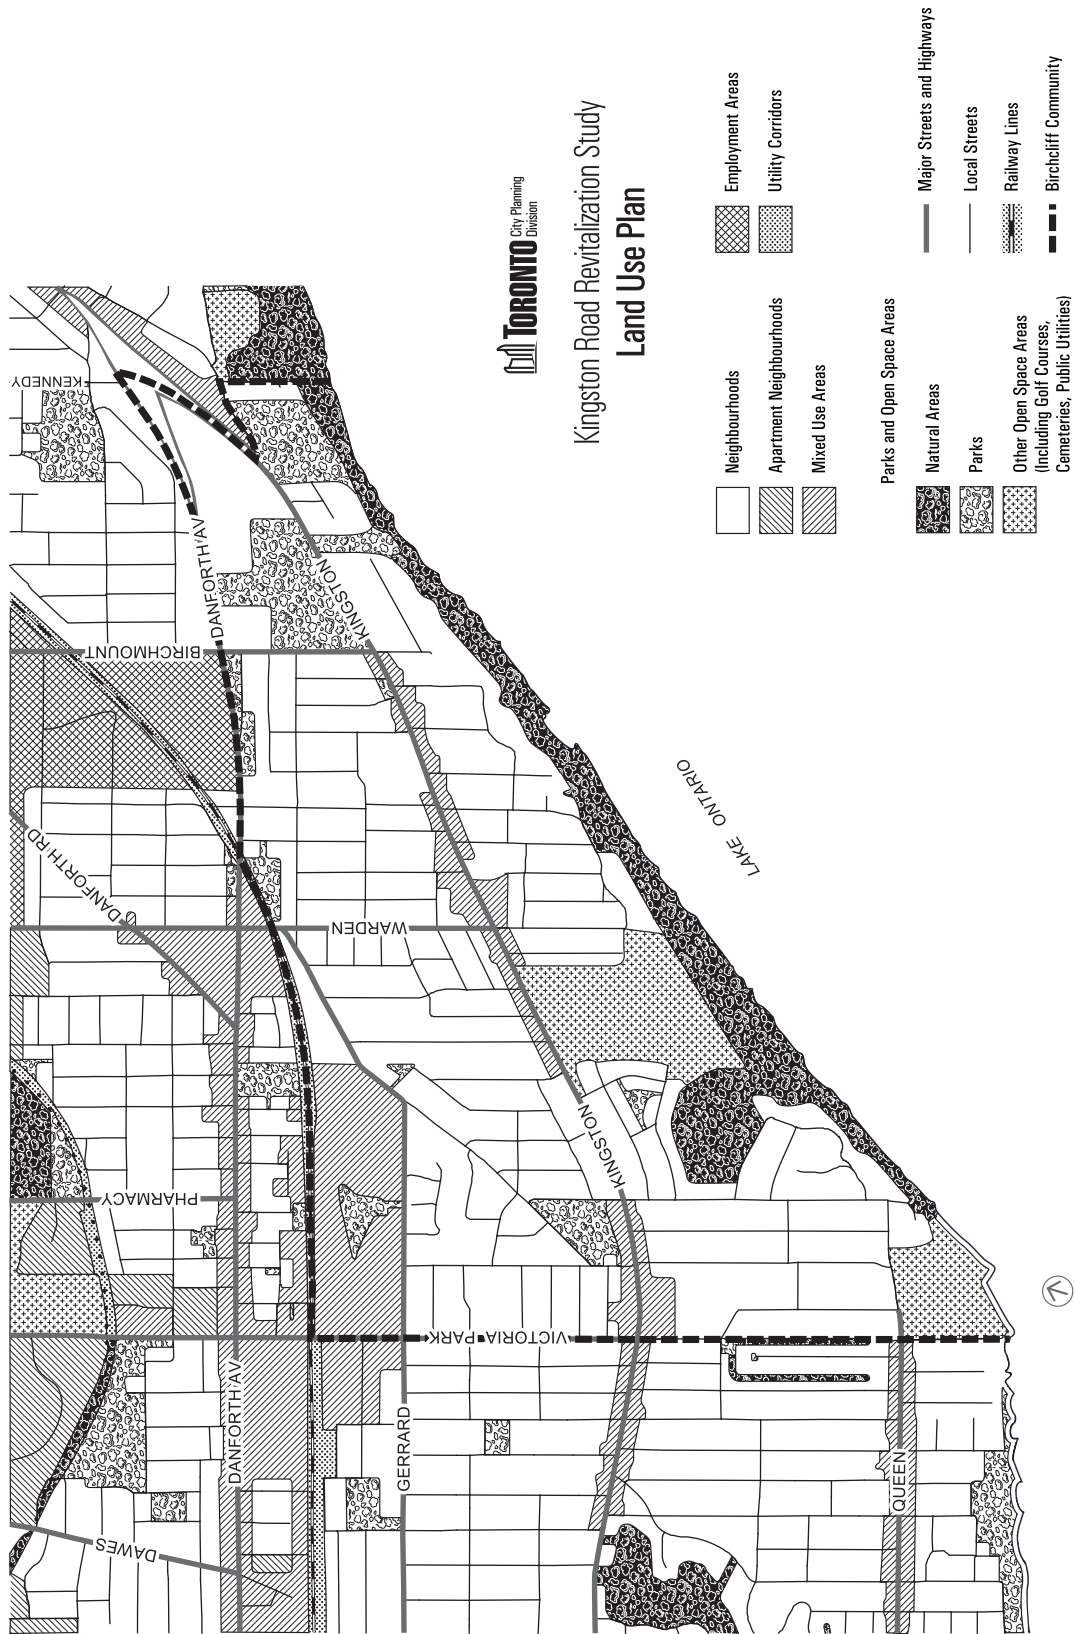 KENNEDY
BIRCHMOUNT
DANFORTH AV
KINGSTON
DANFORTH RD
WARDEN
LAKE ONTARIO
PHARMACY
KINGSTON
VICTORIA PARK
DANFORTH AV
GERRARD
QUEEN
DAWES
TORONTO City Planning
Division
Kingston Road Revitalization Study
Land Use Plan
Neighbourhoods
Apartment Neighbourhoods
Mixed Use Areas
Parks and Open Space Areas
Natural Areas
Parks
Other Open Space Areas
(Including Golf Courses,
Cemeteries, Public Utilities)
Employment Areas
Utility Corridors
Major Streets and Highways
Local Streets
Railway Lines
Birchcliff Community